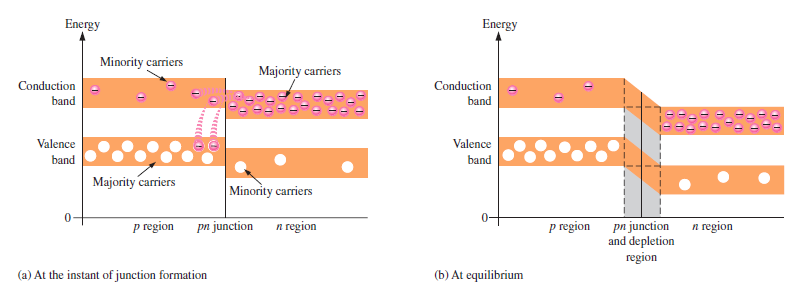 Energy
Minority carriers
Majority carriers
Conduction
band
Valence
band
Majority carriers
Minority carriers
0
p region
pn junction
n region
(a) At the instant of junction formation
Energy
Conduction
band
Valence
band
0
p region
pn junction
and depletion
region
n region
(b) At equilibrium